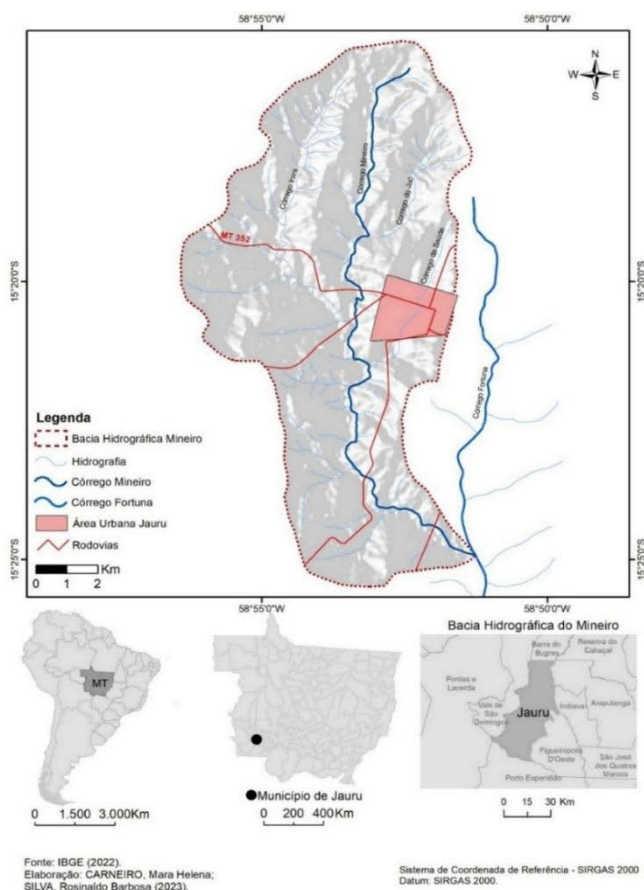 58°55'0"W
58°50'0"W
N
W E
S
Córrego Irara
Córrego Mineiro
Córrego do Jaó
Córrego da Saúde
MT 352
15°20'0"S
15°20'0"S
Córrego Fortuna
Legenda
Bacia Hidrográfica Mineiro
Hidrografia
Córrego Mineiro
Córrego Fortuna
Área Urbana Jauru
Rodovias
Km
0 1 2
15°25'0"S
15°25'0"S
58°55'0"W
58°50'0"W
MT
0 1.500 3.000Km
Município de Jauru
0 200 400Km
Bacia Hidrográfica do Mineiro
Barra do
Bugres
Reserva do
Cabaçal
Pontes e
Lacerda
Vale de
São
Domingos
Jauru
Indiavaí
Araputanga
Figueirópolis
D'Oeste
São José
dos Quatros
Marcos
Porto Esperidião
0 15 30 Km
Fonte: IBGE (2022).
Elaboração: CARNEIRO, Mara Helena;
SILVA, Rosinaldo Barbosa (2023).
Sistema de Coordenada de Referência - SIRGAS 2000
Datum: SIRGAS 2000.